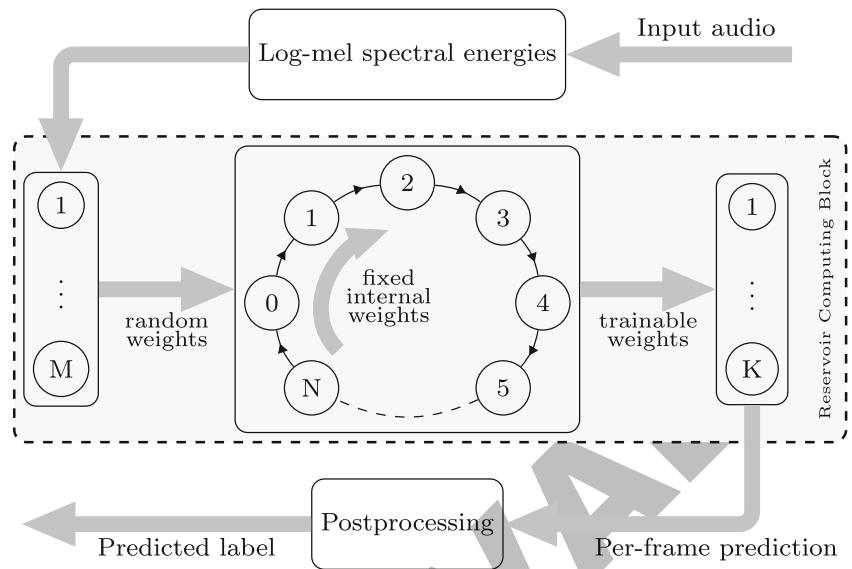 Input audio
Log-mel spectral energies
1
⋮
M
random
weights
0
1
2
3
4
5
N
fixed
internal
weights
trainable
weights
1
⋮
K
Reservoir Computing Block
Postprocessing
Predicted label
Per-frame prediction